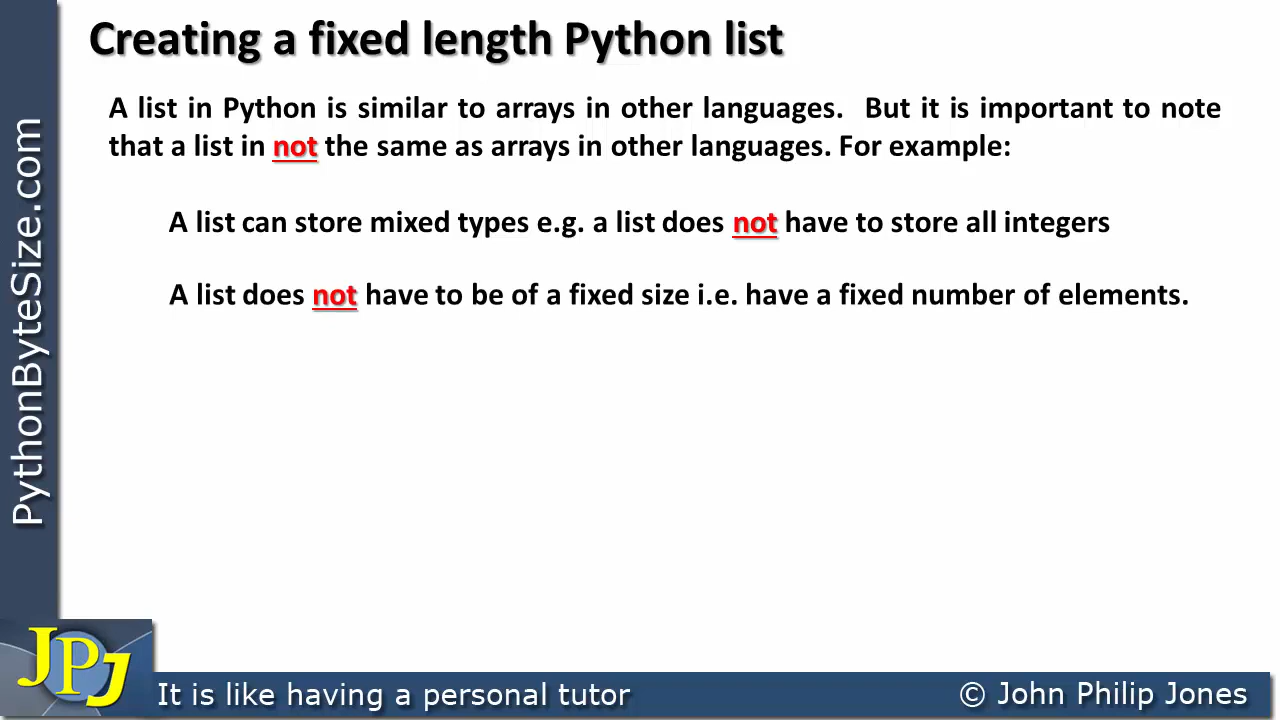 Creating a fixed length Python list
A list in Python is similar to arrays in other languages.  But it is important to note
that a list in not the same as arrays in other languages. For example:
A list can store mixed types e.g. a list does not have to store all integers
A list does not have to be of a fixed size i.e. have a fixed number of elements.
PythonByteSize.com
JPJ
It is like having a personal tutor
© John Philip Jones